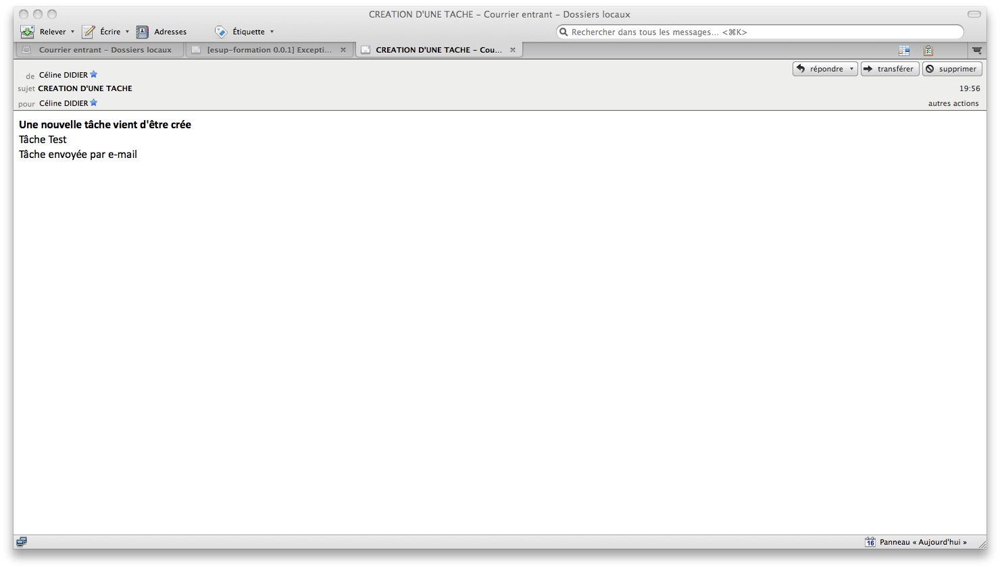 CREATION D'UNE TACHE – Courrier entrant – Dossiers locaux
Relever Écrire Adresses Étiquette Rechercher dans tous les messages... <⌘K>
Courrier entrant – Dossiers locaux [esup-formation 0.0.1] Excepti... CREATION D'UNE TACHE – Cou...
répondre transférer supprimer
de Céline DIDIER
sujet CREATION D'UNE TACHE 19:56
pour Céline DIDIER autres actions
Une nouvelle tâche vient d'être crée
Tâche Test
Tâche envoyée par e-mail
16 Panneau « Aujourd'hui »